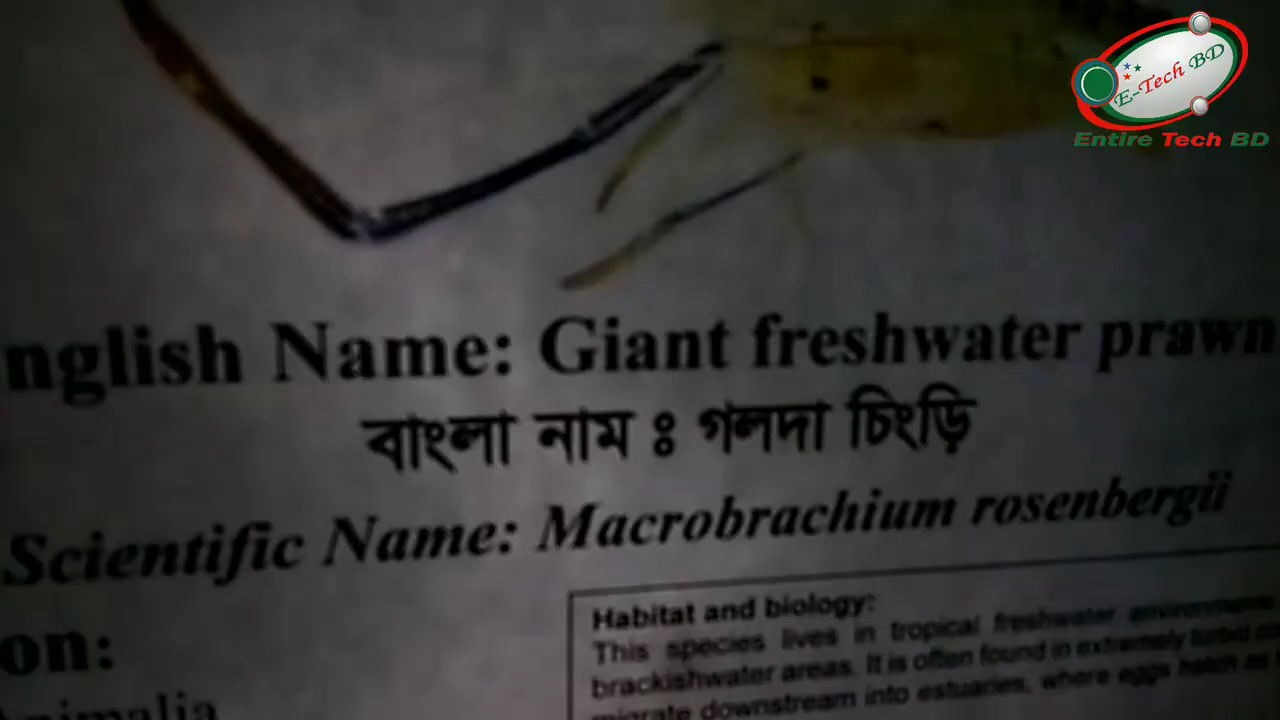 E-Tech BD
Entire Tech BD
nglish Name: Giant freshwater prawn
বাংলা নাম ঃ গলদা চিংড়ি
Scientific Name: Macrobrachium rosenbergii
on:
Animalia
Habitat and biology:
This species lives in tropical freshwater
brackishwater areas. It is often found in extremely turbid
migrate downstream into estuaries, where eggs hatch as